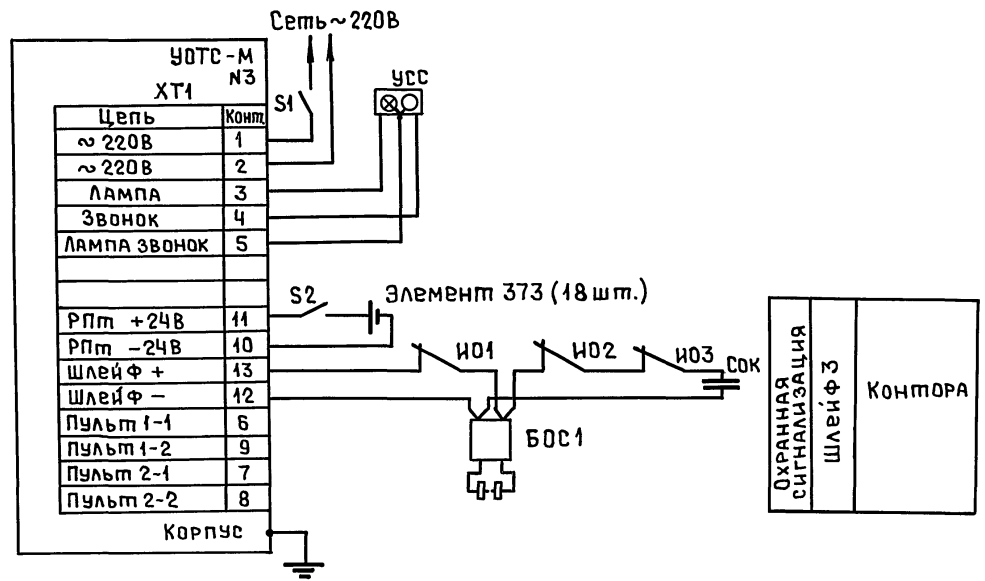 Сеть ~ 220В
УОТС-М
N3
ХТ1
S1
УСС
Цепь Конт.
~ 220В 1
~ 220В 2
Лампа 3
Звонок 4
Лампа звонок 5
S2
Элемент 373 (18 шт.)
РПт +24В 11
РПт -24В 10
Шлейф + 13
Шлейф - 12
Пульт 1-1 6
Пульт 1-2 9
Пульт 2-1 7
Пульт 2-2 8
Корпус
ИО1
ИО2
ИО3
Сок
БОС1
Охранная
сигнализация
Шлейф 3
Контора